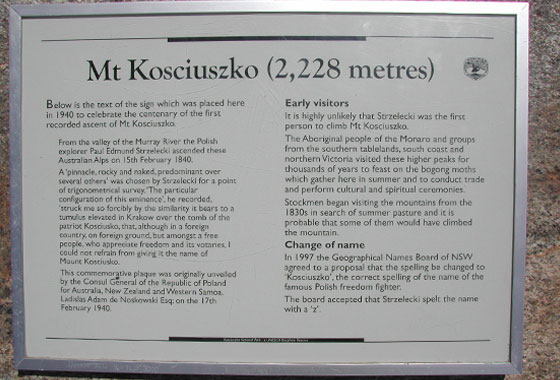 Mt Kosciuszko (2,228 metres)
Below is the text of the sign which was placed here
in 1940 to celebrate the centenary of the first
recorded ascent of Mt Kosciuszko.
From the valley of the Murray River the Polish
explorer Paul Edmund Strzelecki ascended these
Australian Alps on 15th February 1840.
A 'pinnacle, rocky and naked, predominant over
several others' was chosen by Strzelecki for a point
of trigonometrical survey. 'The particular
configuration of this eminence', he recorded,
'struck me so forcibly by the similarity it bears to a
tumulus elevated in Krakow over the tomb of the
patriot Kosciusko, that, although in a foreign
country, on foreign ground, but amongst a free
people, who appreciate freedom and its votaries, I
could not refrain from giving it the name of
Mount Kosciusko.
This commemorative plaque was originally unveiled
by the Consul General of the Republic of Poland
for Australia, New Zealand and Western Samoa,
Ladislas Adam de Noskowski Esq; on the 17th
February 1940.
Early visitors
It is highly unlikely that Strzelecki was the first
person to climb Mt Kosciuszko.
The Aboriginal people of the Monaro and groups
from the southern tablelands, south coast and
northern Victoria visited these higher peaks for
thousands of years to feast on the bogong moths
which gather here in summer and to conduct trade
and perform cultural and spiritual ceremonies.
Stockmen began visiting the mountains from the
1830s in search of summer pasture and it is
probable that some of them would have climbed
the mountain.
Change of name
In 1997 the Geographical Names Board of NSW
agreed to a proposal that the spelling be changed to
'Kosciuszko', the correct spelling of the name of the
famous Polish freedom fighter.
The board accepted that Strzelecki spelt the name
with a 'z'.